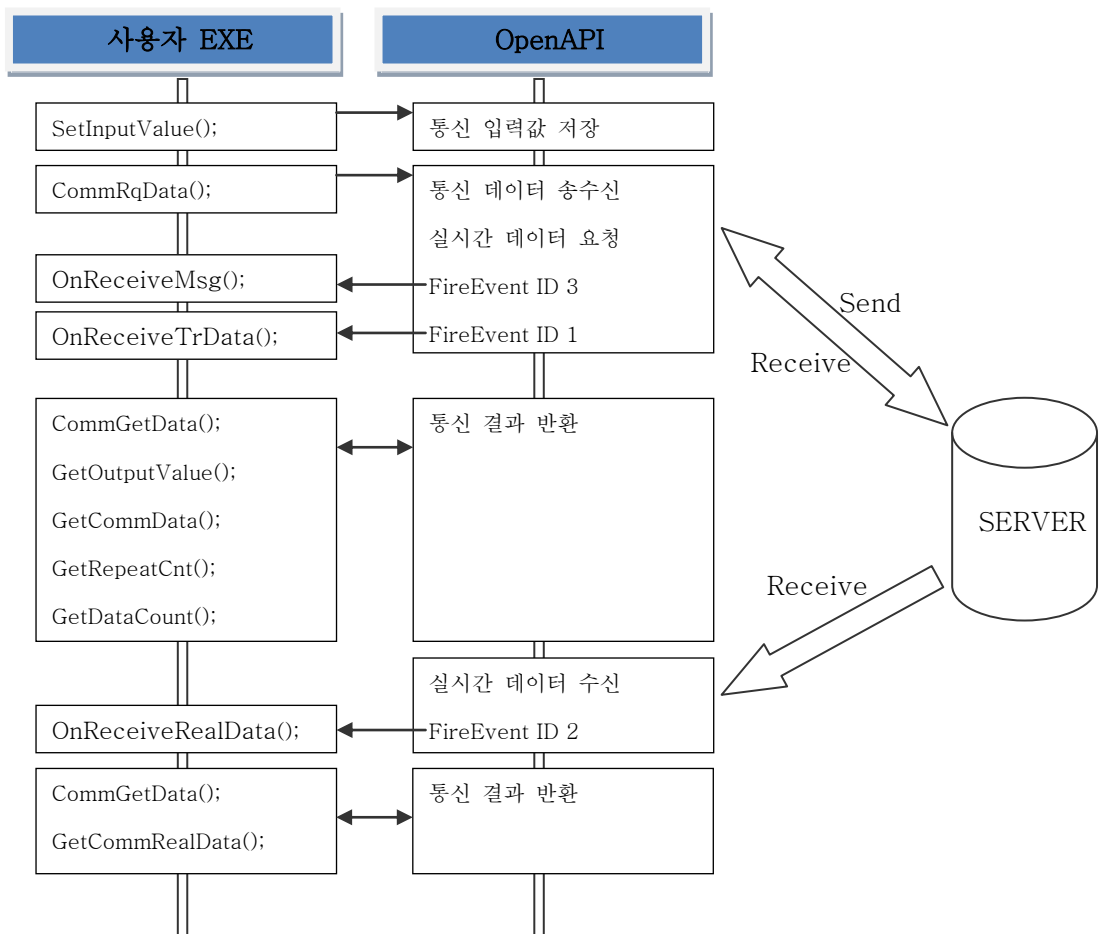 사용자 EXE
OpenAPI
SetInputValue();
통신 입력값 저장
CommRqData();
통신 데이터 송수신
실시간 데이터 요청
OnReceiveMsg();
FireEvent ID 3
OnReceiveTrData();
FireEvent ID 1
Send
Receive
CommGetData();
GetOutputValue();
GetCommData();
GetRepeatCnt();
GetDataCount();
통신 결과 반환
SERVER
Receive
실시간 데이터 수신
OnReceiveRealData();
FireEvent ID 2
CommGetData();
GetCommRealData();
통신 결과 반환